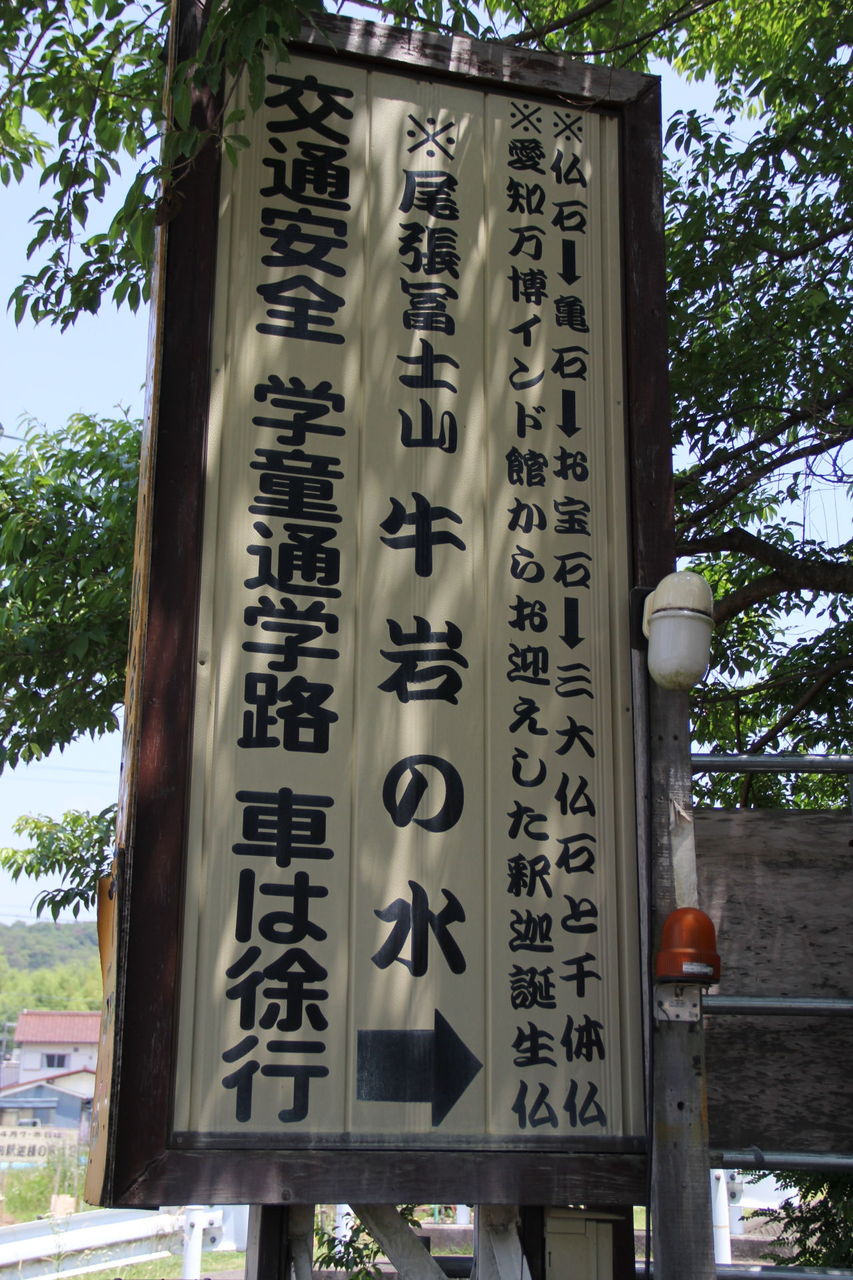 ※仏石➡亀石➡お宝石➡三大仏石と千体仏
※愛知万博インド館からお迎えした釈迦誕生仏
※尾張冨士山 牛岩の水➡
交通安全 学童通学路 車は徐行